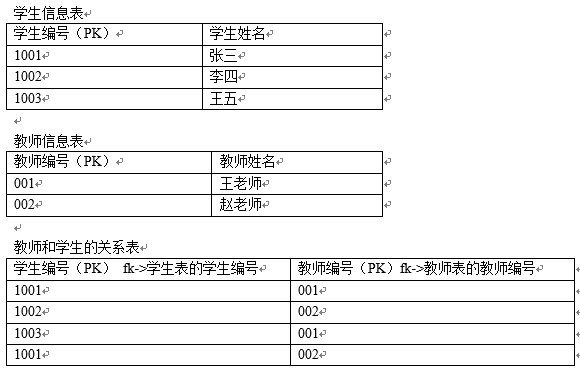 学生信息表
学生编号（PK） 学生姓名
1001 张三
1002 李四
1003 王五
教师信息表
教师编号（PK） 教师姓名
001 王老师
002 赵老师
教师和学生的关系表
学生编号（PK） fk->学生表的学生编号 教师编号（PK）fk->教师表的教师编号
1001 001
1002 002
1003 001
1001 002